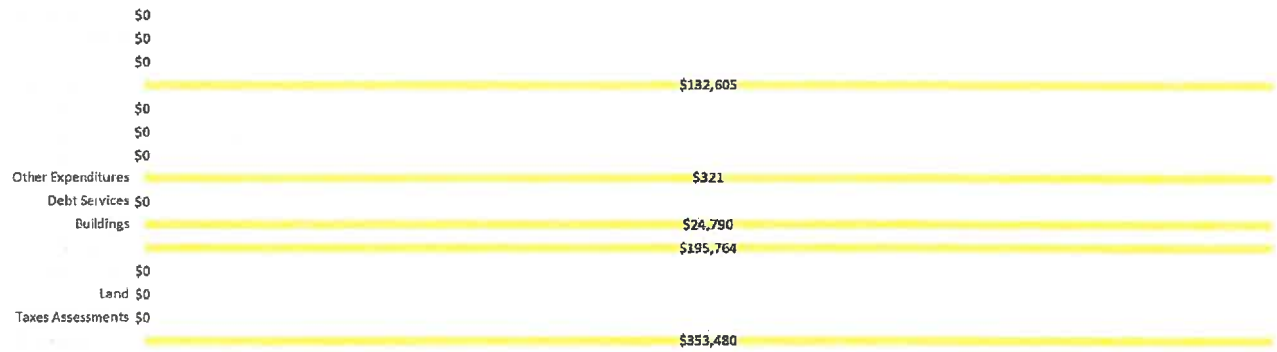 $0
$0
$0
$132,605
$0
$0
$0
Other Expenditures $321
Debt Services $0
Buildings $24,790
$195,764
$0
Land $0
Taxes Assessments $0
$353,480